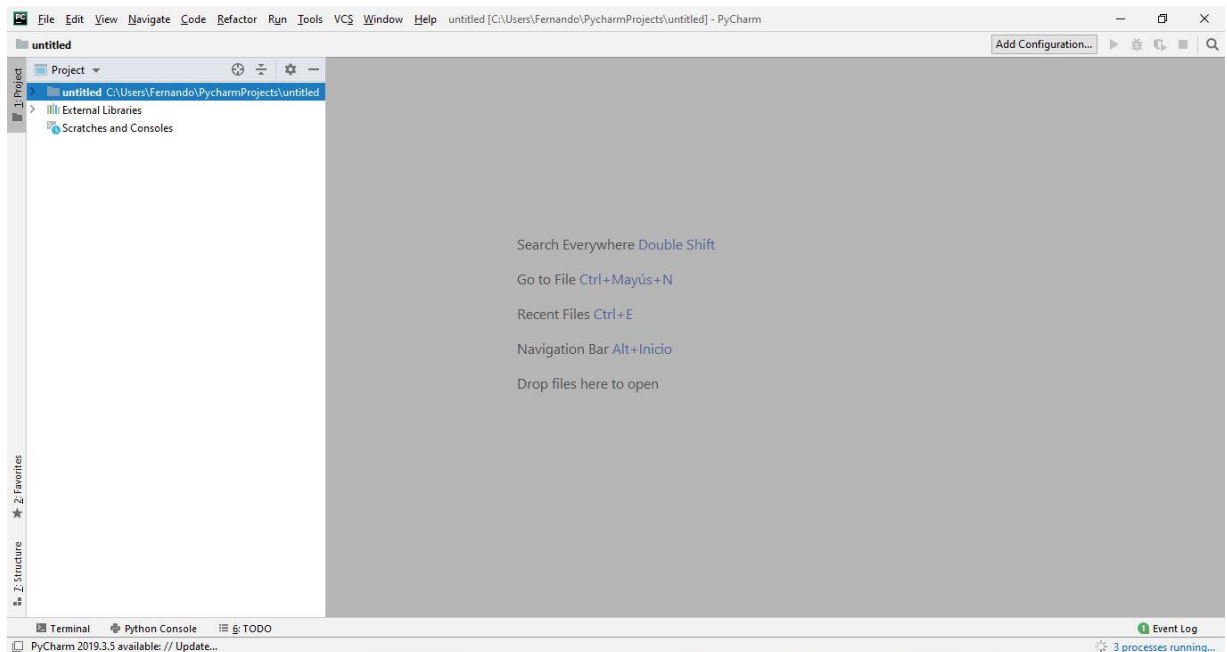 PC File Edit View Navigate Code Refactor Run Tools VCS Window Help untitled [C:\Users\Fernando\PycharmProjects\untitled] - PyCharm
untitled Add Configuration...
1: Project
Project
untitled C:\Users\Fernando\PycharmProjects\untitled
External Libraries
Scratches and Consoles
Search Everywhere Double Shift
Go to File Ctrl+Mayús+N
Recent Files Ctrl+E
Navigation Bar Alt+Inicio
Drop files here to open
2: Favorites
7: Structure
Terminal Python Console 6: TODO 1 Event Log
PyCharm 2019.3.5 available: // Update... 3 processes running...